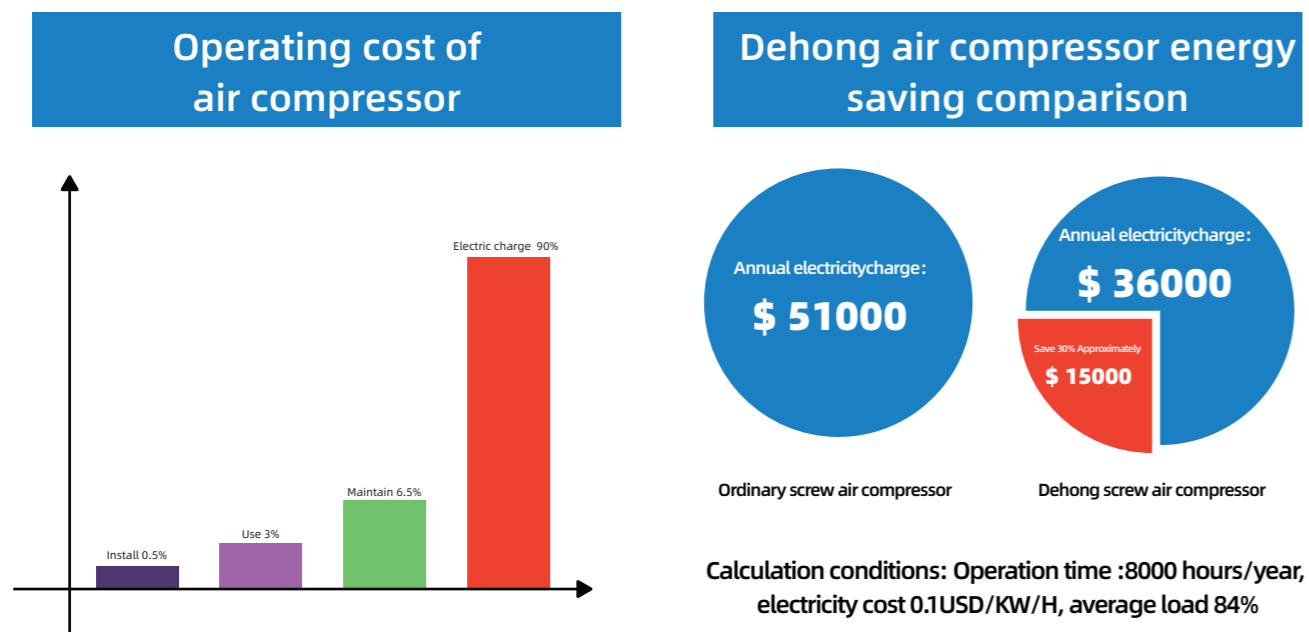 Operating cost of
air compressor
Electric charge 90%
Maintain 6.5%
Use 3%
Install 0.5%
Dehong air compressor energy
saving comparison
Annual electricitycharge:
$ 51000
Ordinary screw air compressor
Annual electricitycharge:
$ 36000
Save 30% Approximately
$ 15000
Dehong screw air compressor
Calculation conditions: Operation time :8000 hours/year,
electricity cost 0.1USD/KW/H, average load 84%